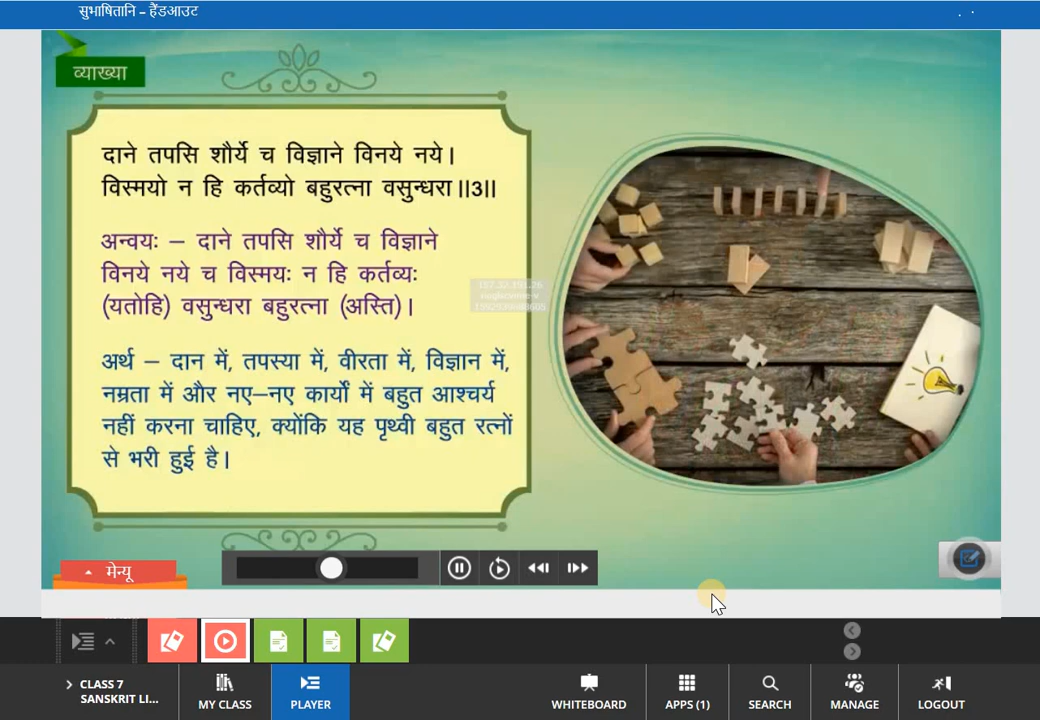 सुभाषितानि – हैंडआउट
व्याख्या
दाने तपसि शौर्ये च विज्ञाने विनये नये।
विस्मयो न हि कर्तव्यो बहुरत्ना वसुन्धरा॥3॥
अन्वयः – दाने तपसि शौर्ये च विज्ञाने
विनये नये च विस्मयः न हि कर्तव्यः
(यतोहि) वसुन्धरा बहुरत्ना (अस्ति)।
अर्थ – दान में, तपस्या में, वीरता में, विज्ञान में,
नम्रता में और नए–नए कार्यों में बहुत आश्चर्य
नहीं करना चाहिए, क्योंकि यह पृथ्वी बहुत रत्नों
से भरी हुई है।
मेन्यू
CLASS 7
SANSKRIT LI...
MY CLASS
PLAYER
WHITEBOARD
APPS (1)
SEARCH
MANAGE
LOGOUT